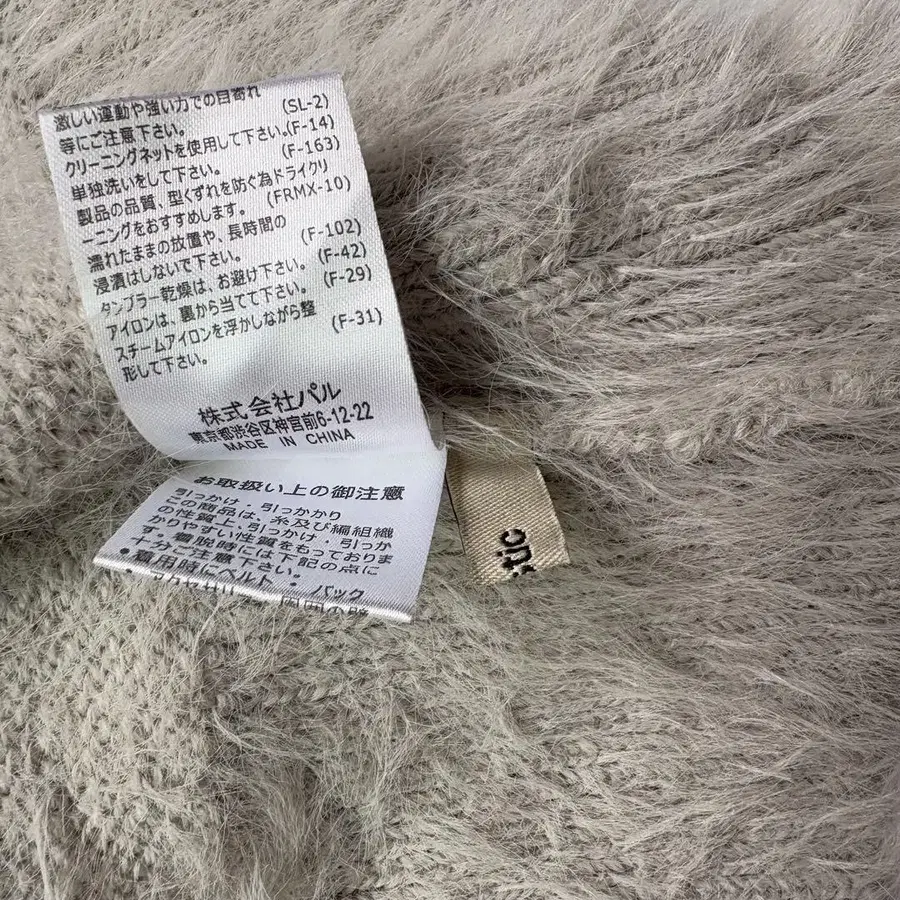 激しい運動や強い力での目寄れ
等にご注意下さい。 (SL-2)
クリーニングネットを使用して下さい。(F-14)
単独洗いをして下さい。 (F-163)
製品の品質、型くずれを防ぐ為ドライクリ
ーニングをおすすめします。 (FRMX-10)
濡れたままの放置や、長時間の
浸漬はしないで下さい。 (F-102)
タンブラー乾燥は、お避け下さい。 (F-42)
アイロンは、裏から当てて下さい。 (F-29)
スチームアイロンを浮かしながら整
形して下さい。 (F-31)
株式会社パル
東京都渋谷区神宮前6-12-22
MADE IN CHINA
お取扱い上の御注意
引っかけ・引っかかり
この商品は、糸及び編組織
の性質上、引っかけ・引っか
かりやすい性質をもっておりま
す。着脱時には下記の点に
十分ご注意下さい。
●着用時にベルト・バック
stic